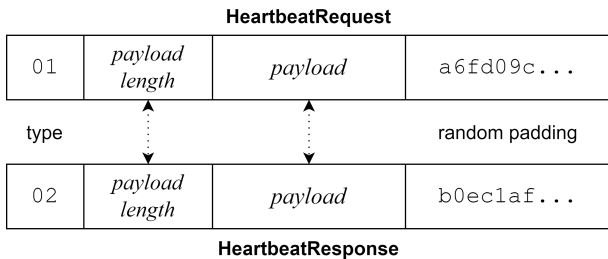 HeartbeatRequest
01 payload length payload a6fd09c...
type random padding
02 payload length payload b0ec1af...
HeartbeatResponse